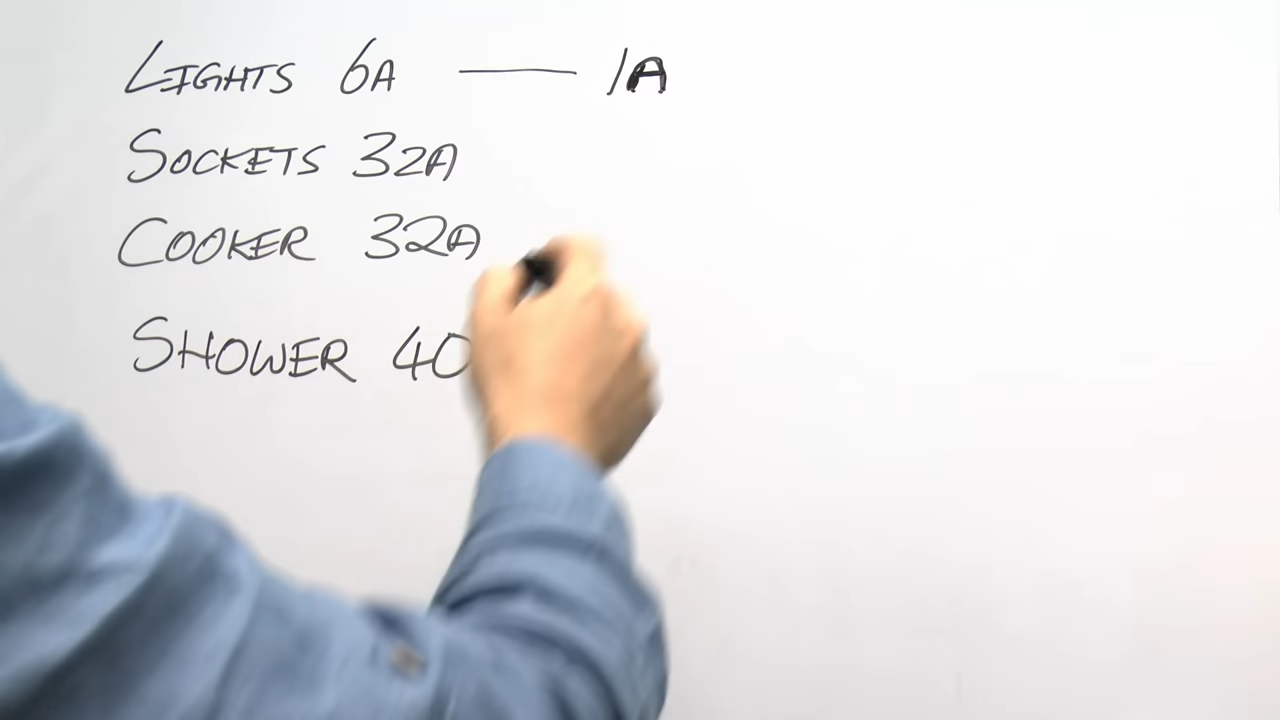 LIGHTS 6A — 1A
SOCKETS 32A
COOKER 32A
SHOWER 40